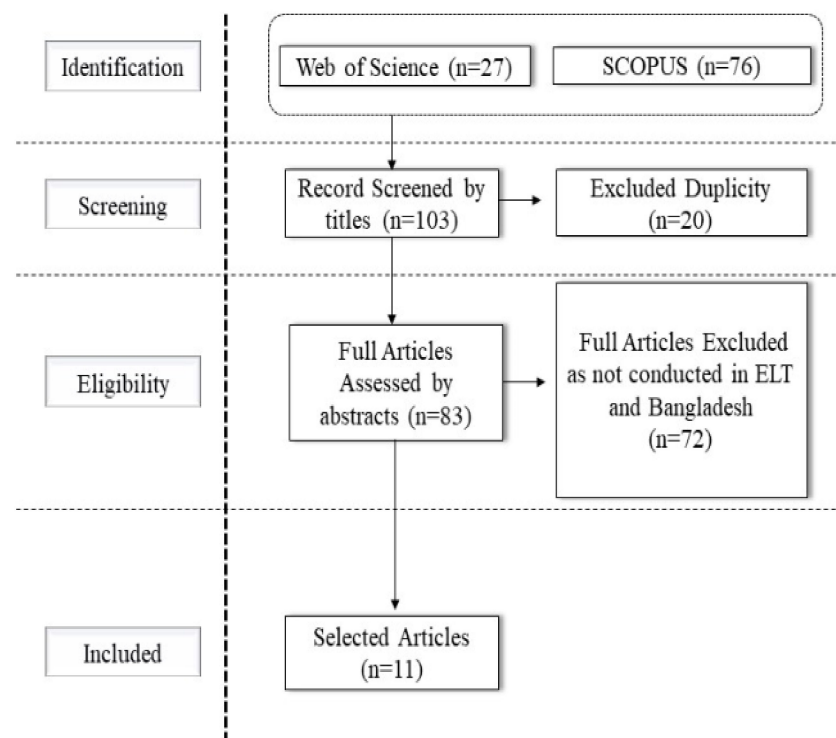 Identification
Web of Science (n=27)
SCOPUS (n=76)
Screening
Record Screened by
titles (n=103)
Excluded Duplicity
(n=20)
Eligibility
Full Articles
Assessed by
abstracts (n=83)
Full Articles Excluded
as not conducted in ELT
and Bangladesh
(n=72)
Included
Selected Articles
(n=11)